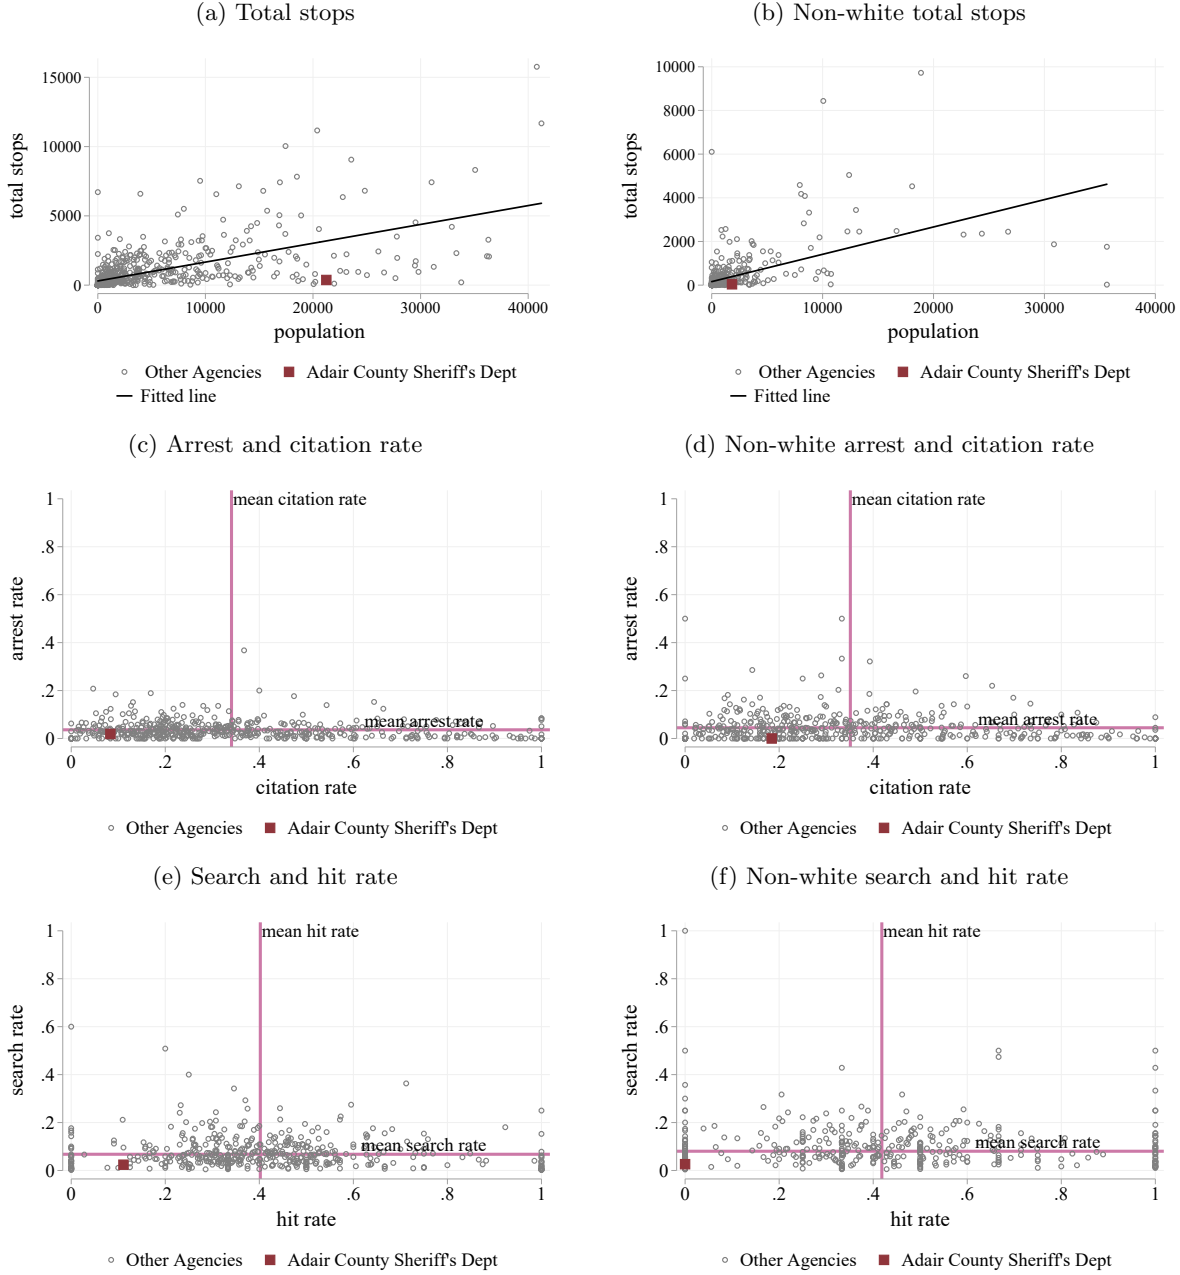 (a) Total stops
15000
10000
5000
0
total stops
0 10000 20000 30000 40000
population
Other Agencies Adair County Sheriff's Dept
Fitted line
(b) Non-white total stops
10000
8000
6000
4000
2000
0
total stops
0 10000 20000 30000 40000
population
Other Agencies Adair County Sheriff's Dept
Fitted line
(c) Arrest and citation rate
mean citation rate
mean arrest rate
1
.8
.6
.4
.2
0
arrest rate
0 .2 .4 .6 .8 1
citation rate
Other Agencies Adair County Sheriff's Dept
(d) Non-white arrest and citation rate
mean citation rate
mean arrest rate
1
.8
.6
.4
.2
0
arrest rate
0 .2 .4 .6 .8 1
citation rate
Other Agencies Adair County Sheriff's Dept
(e) Search and hit rate
mean hit rate
mean search rate
1
.8
.6
.4
.2
0
search rate
0 .2 .4 .6 .8 1
hit rate
Other Agencies Adair County Sheriff's Dept
(f) Non-white search and hit rate
mean hit rate
mean search rate
1
.8
.6
.4
.2
0
search rate
0 .2 .4 .6 .8 1
hit rate
Other Agencies Adair County Sheriff's Dept